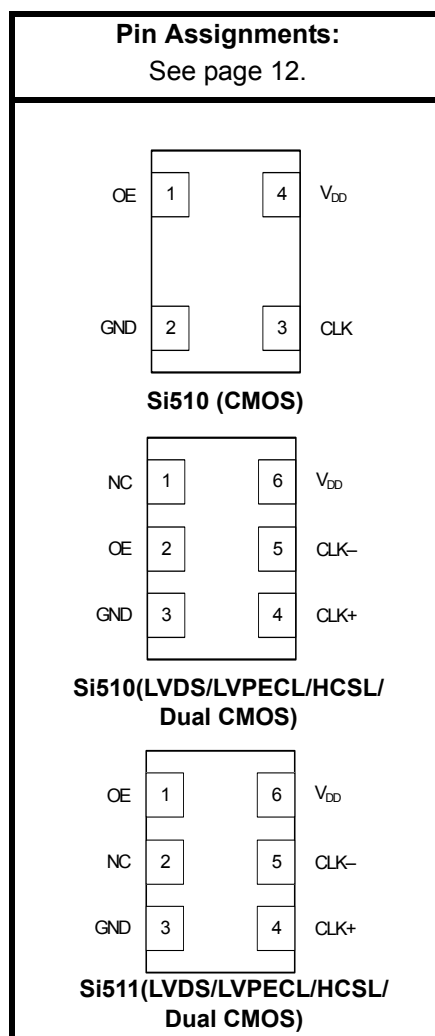 Pin Assignments:
See page 12.
OE 1 4 VDD
GND 2 3 CLK
Si510 (CMOS)
NC 1 6 VDD
OE 2 5 CLK–
GND 3 4 CLK+
Si510(LVDS/LVPECL/HCSL/
Dual CMOS)
OE 1 6 VDD
NC 2 5 CLK–
GND 3 4 CLK+
Si511(LVDS/LVPECL/HCSL/
Dual CMOS)